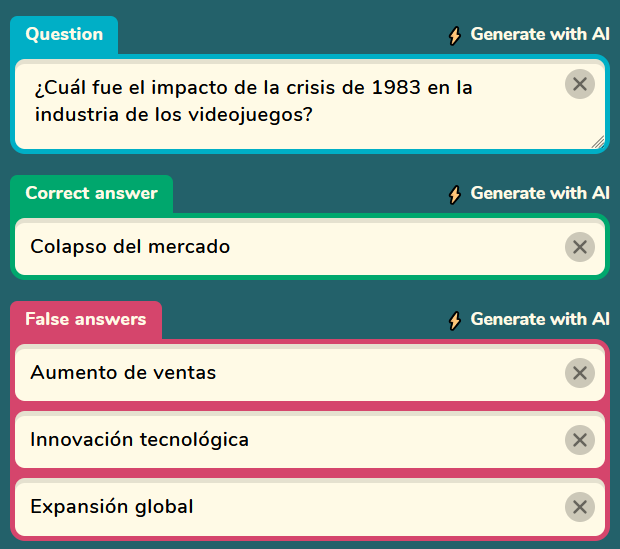 Question
Generate with AI
¿Cuál fue el impacto de la crisis de 1983 en la
industria de los videojuegos?
Correct answer
Generate with AI
Colapso del mercado
False answers
Generate with AI
Aumento de ventas
Innovación tecnológica
Expansión global